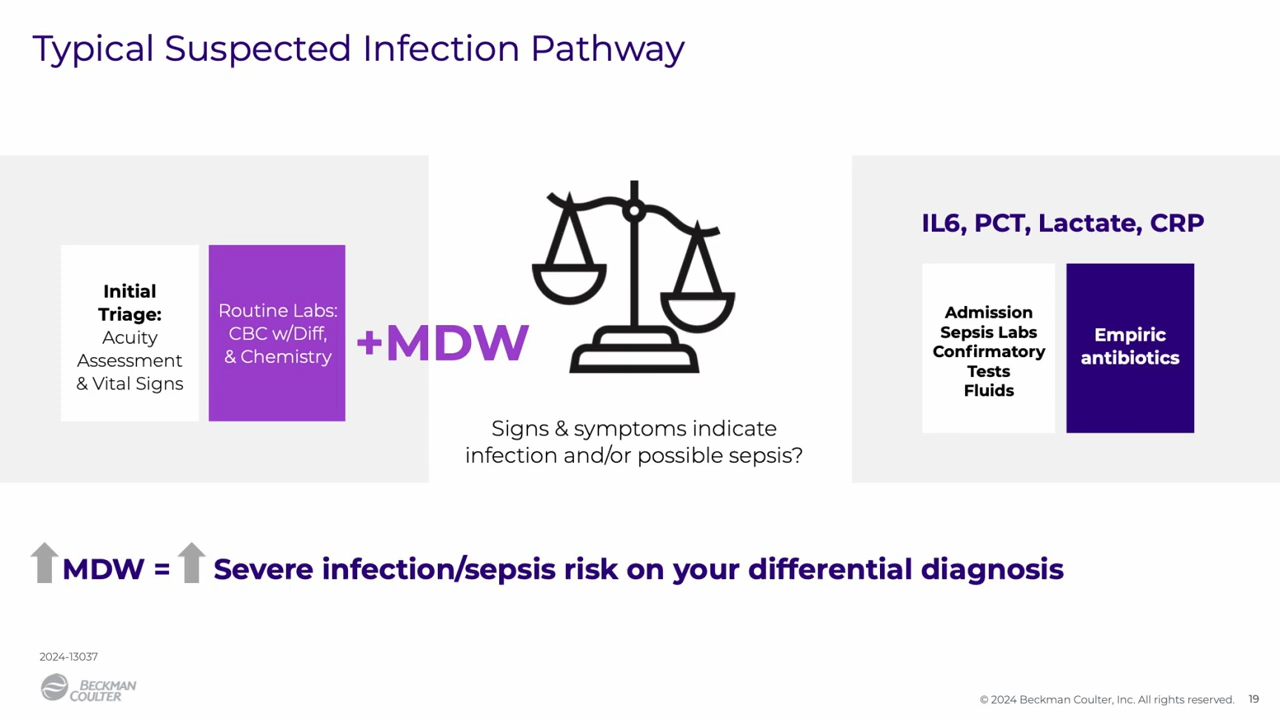 Typical Suspected Infection Pathway
Initial
Triage:
Acuity
Assessment
& Vital Signs
Routine Labs:
CBC w/Diff,
& Chemistry
+MDW
Signs & symptoms indicate
infection and/or possible sepsis?
IL6, PCT, Lactate, CRP
Admission
Sepsis Labs
Confirmatory
Tests
Fluids
Empiric
antibiotics
MDW = Severe infection/sepsis risk on your differential diagnosis
2024-13037
BECKMAN
COULTER
© 2024 Beckman Coulter, Inc. All rights reserved. 19